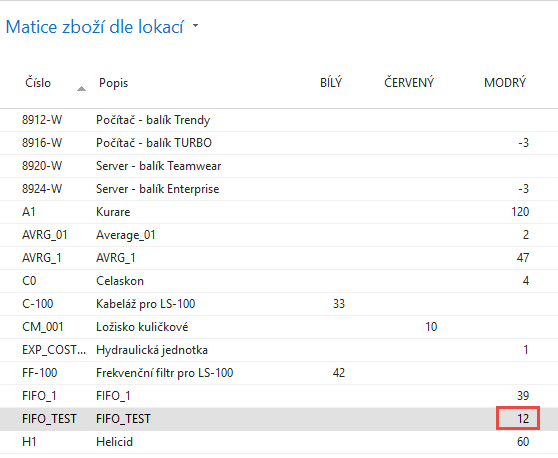 Matice zboží dle lokací
Číslo Popis BÍLÝ ČERVENÝ MODRÝ
8912-W Počítač - balík Trendy
8916-W Počítač - balík TURBO -3
8920-W Server - balík Teamwear
8924-W Server - balík Enterprise -3
A1 Kurare 120
AVRG_01 Average_01 2
AVRG_1 AVRG_1 47
C0 Celaskon 4
C-100 Kabeláž pro LS-100 33
CM_001 Ložisko kuličkové 10
EXP_COST... Hydraulická jednotka 1
FF-100 Frekvenční filtr pro LS-100 42
FIFO_1 FIFO_1 39
FIFO_TEST FIFO_TEST 12
H1 Helicid 60